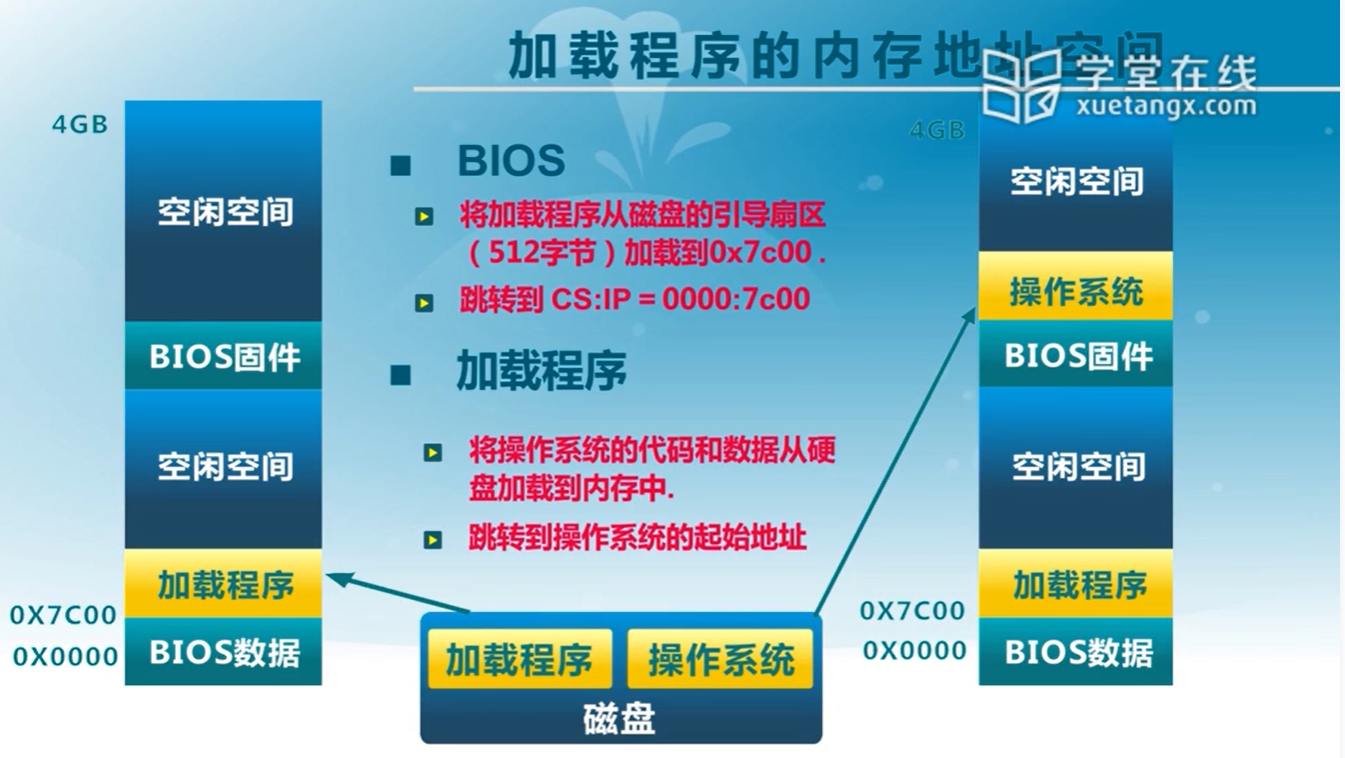 加载程序的内存地址空间
学堂在线
xuetangx.com
4GB
空闲空间
BIOS固件
空闲空间
加载程序
0X7C00
BIOS数据
0X0000
BIOS
将加载程序从磁盘的引导扇区
（512字节）加载到0x7c00 .
跳转到 CS:IP = 0000:7c00
加载程序
将操作系统的代码和数据从硬
盘加载到内存中.
跳转到操作系统的起始地址
加载程序
操作系统
磁盘
4GB
空闲空间
操作系统
BIOS固件
空闲空间
加载程序
0X7C00
BIOS数据
0X0000